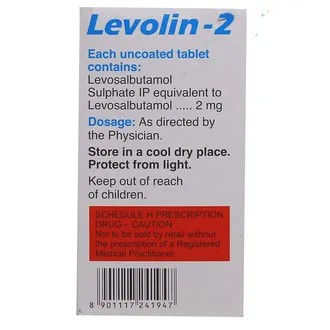 Levolin-2
Each uncoated tablet
contains:
Levosalbutamol
Sulphate IP equivalent to
Levosalbutamol ..... 2 mg
Dosage: As directed by
the Physician.
Store in a cool dry place.
Protect from light.
Keep out of reach
of children.
SCHEDULE H PRESCRIPTION
DRUG – CAUTION
Not to be sold by retail without
the prescription of a Registered
Medical Practitioner.
8 901117 241947